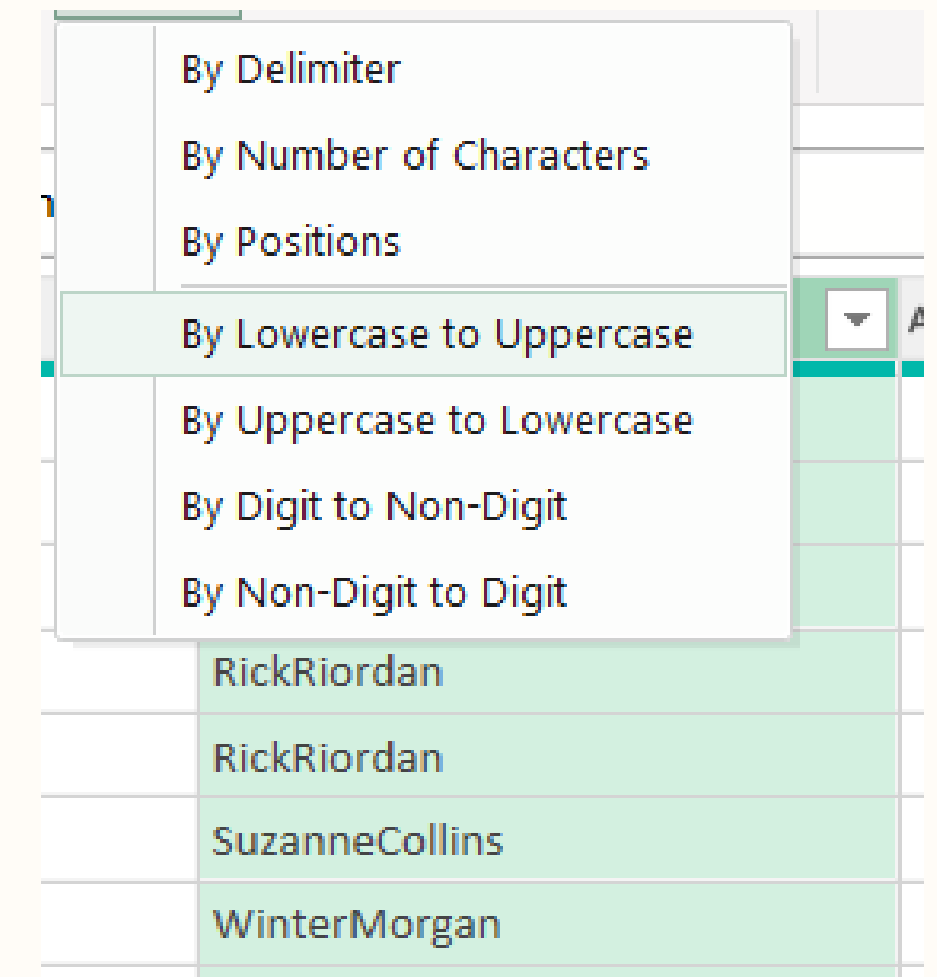 By Delimiter
By Number of Characters
By Positions
By Lowercase to Uppercase
By Uppercase to Lowercase
By Digit to Non-Digit
By Non-Digit to Digit
RickRiordan
RickRiordan
SuzanneCollins
WinterMorgan